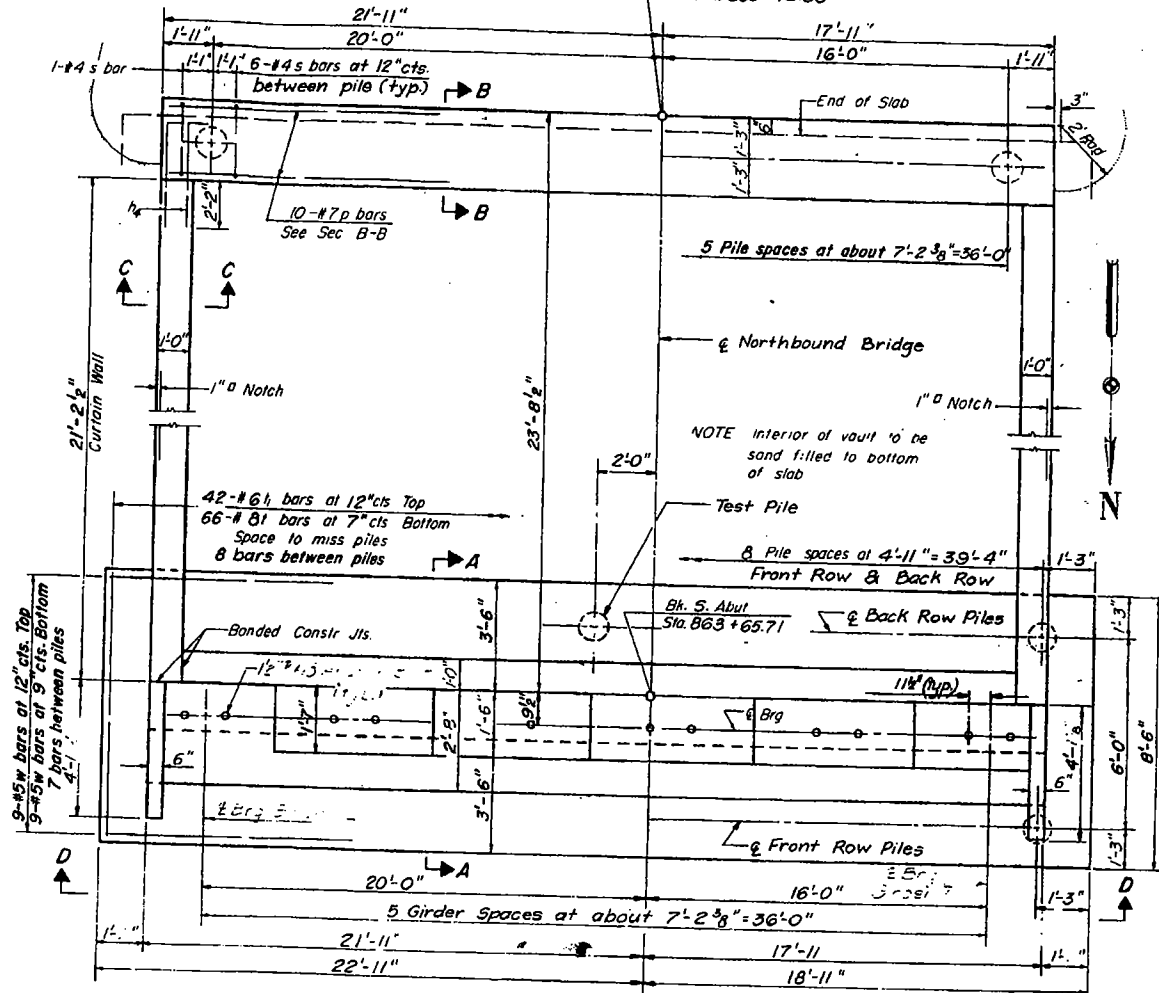 21'-11"
17'-11"
1'-11"
20'-0"
16'-0"
1'-11"
1-#4 s bar
1'-1"
1'-1"
6-#4 s bars at 12"cts.
between pile (typ.)
B
End of Slab
3"
2' Rad
6"
1'-3"
1'-3"
h4
2'-2"
10-#7p bars
See Sec B-B
B
5 Pile spaces at about 7'-2 3/8"=36'-0"
C
C
1'-0"
℄ Northbound Bridge
1'-0"
1" □ Notch
1" □ Notch
21'-2 1/2"
Curtain Wall
23'-8 1/2"
NOTE Interior of vault to be
sand filled to bottom
of slab
2'-0"
N
42-#6 t1 bars at 12"cts Top
66-#8t bars at 7"cts Bottom
Space to miss piles
8 bars between piles
Test Pile
A
8 Pile spaces at 4'-11"=39'-4"
Front Row & Back Row
1'-3"
9-#5w bars at 12"cts. Top
9-#5w bars at 9"cts. Bottom
7 bars between piles
3'-6"
Bk. S. Abut
Sta. 863+65.71
℄ Back Row Piles
1'-3"
Bonded Constr Jts.
1'-0"
11 1/2" (typ.)
1'-7"
2'-8"
1'-6"
9 1/2"
℄ Brg
6"
6"
6'-0"
8'-6"
3'-6"
℄ Front Row Piles
1'-3"
D
A
D
20'-0"
16'-0"
1'-3"
5 Girder Spaces at about 7'-2 3/8"=36'-0"
21'-11"
17'-11
22'-11"
18'-11"